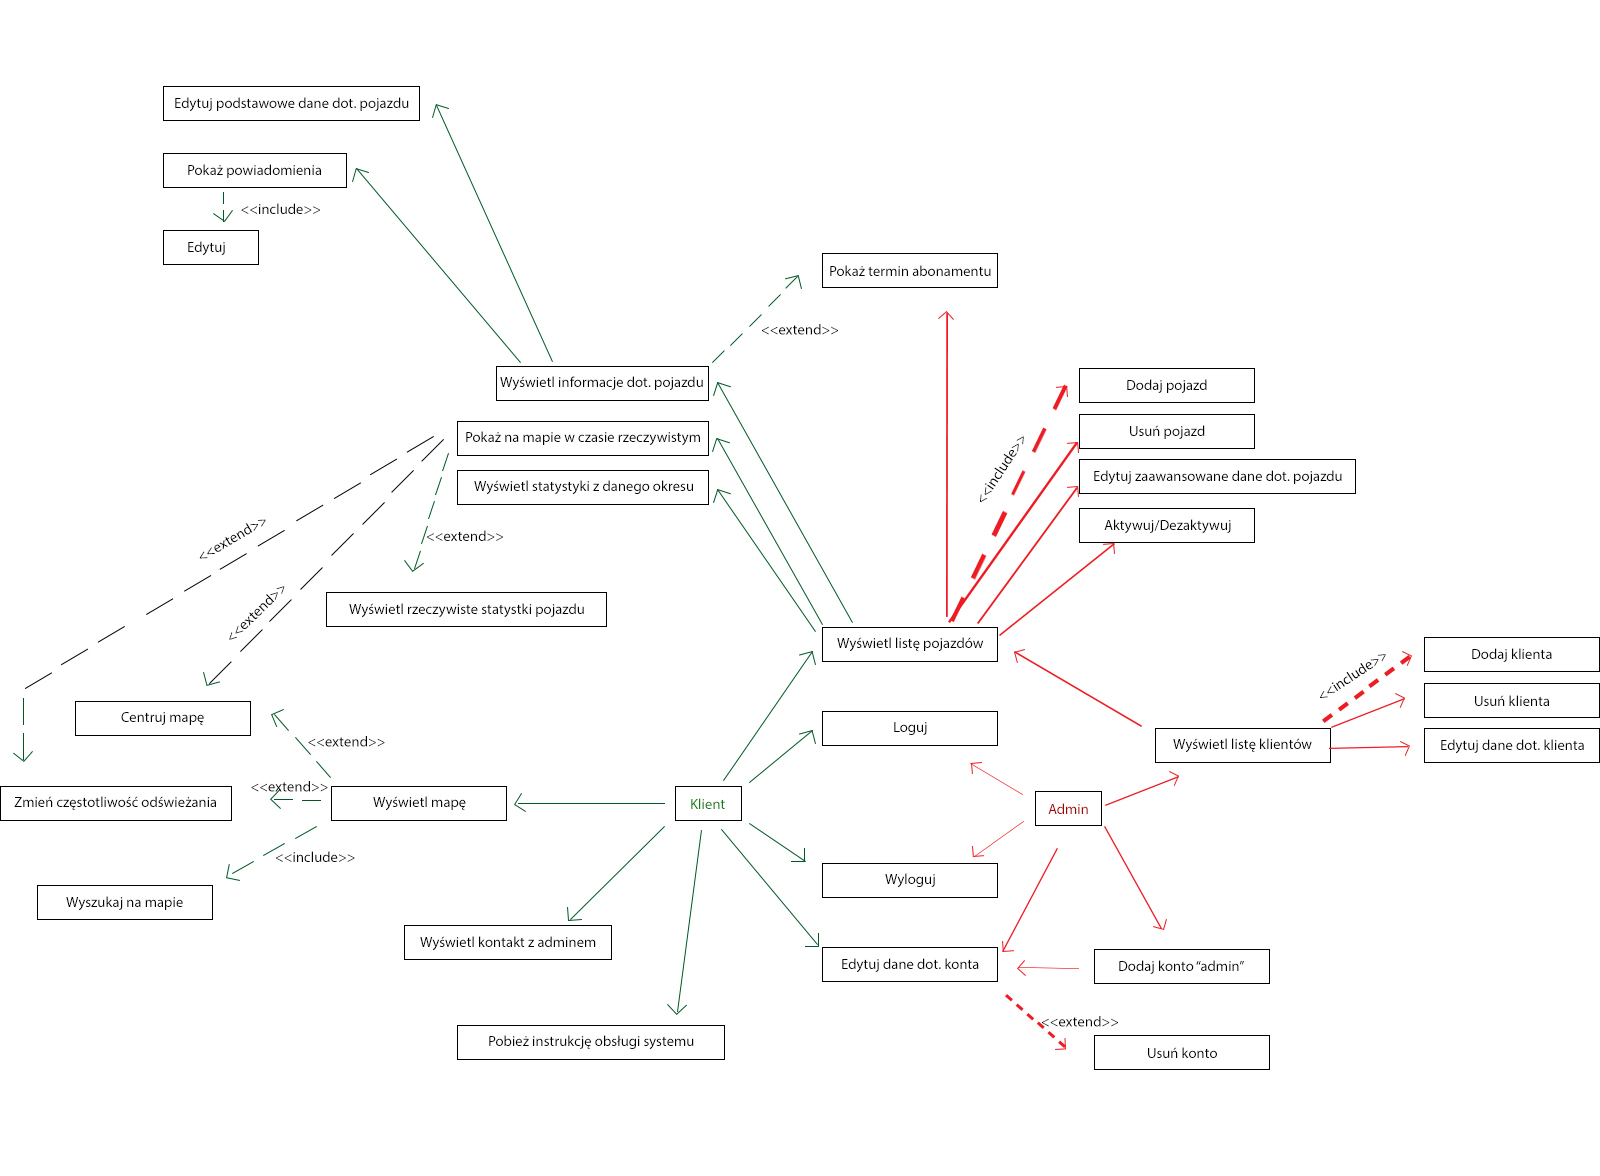 Edytuj podstawowe dane dot. pojazdu
Pokaż powiadomienia
<<include>>
Edytuj
Pokaż termin abonamentu
<<extend>>
Wyświetl informacje dot. pojazdu
Dodaj pojazd
Pokaż na mapie w czasie rzeczywistym
Usuń pojazd
<<include>>
Edytuj zaawansowane dane dot. pojazdu
Wyświetl statystyki z danego okresu
Aktywuj/Dezaktywuj
<<extend>>
<<extend>>
Wyświetl rzeczywiste statystki pojazdu
<<extend>>
Wyświetl listę pojazdów
Dodaj klienta
<<include>>
Usuń klienta
Centruj mapę
Loguj
<<extend>>
Wyświetl listę klientów
Edytuj dane dot. klienta
<<extend>>
Zmień częstotliwość odświeżania
Wyświetl mapę
Klient
Admin
<<include>>
Wyloguj
Wyszukaj na mapie
Wyświetl kontakt z adminem
Edytuj dane dot. konta
Dodaj konto “admin”
<<extend>>
Pobież instrukcję obsługi systemu
Usuń konto